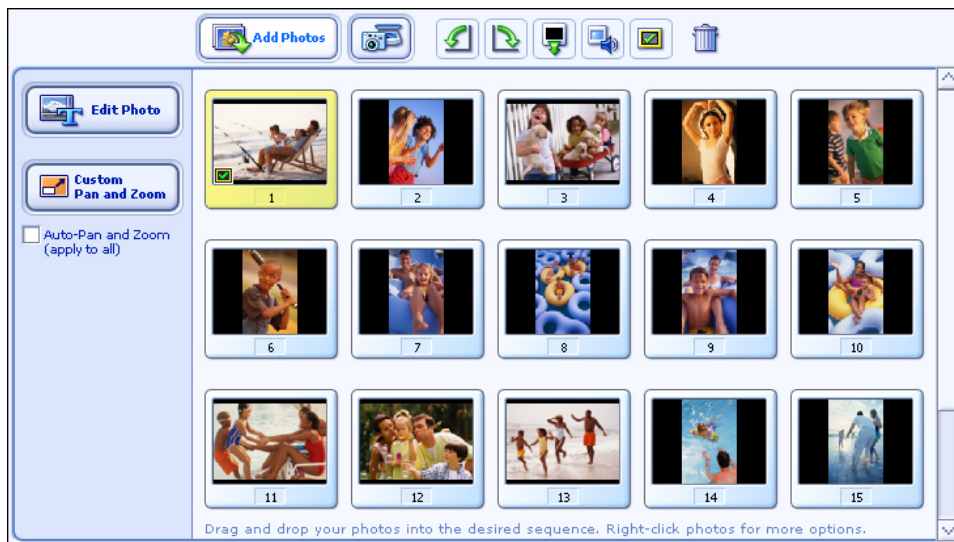 Add Photos
Edit Photo
Custom
Pan and Zoom
Auto-Pan and Zoom
(apply to all)
1
2
3
4
5
6
7
8
9
10
11
12
13
14
15
Drag and drop your photos into the desired sequence. Right-click photos for more options.